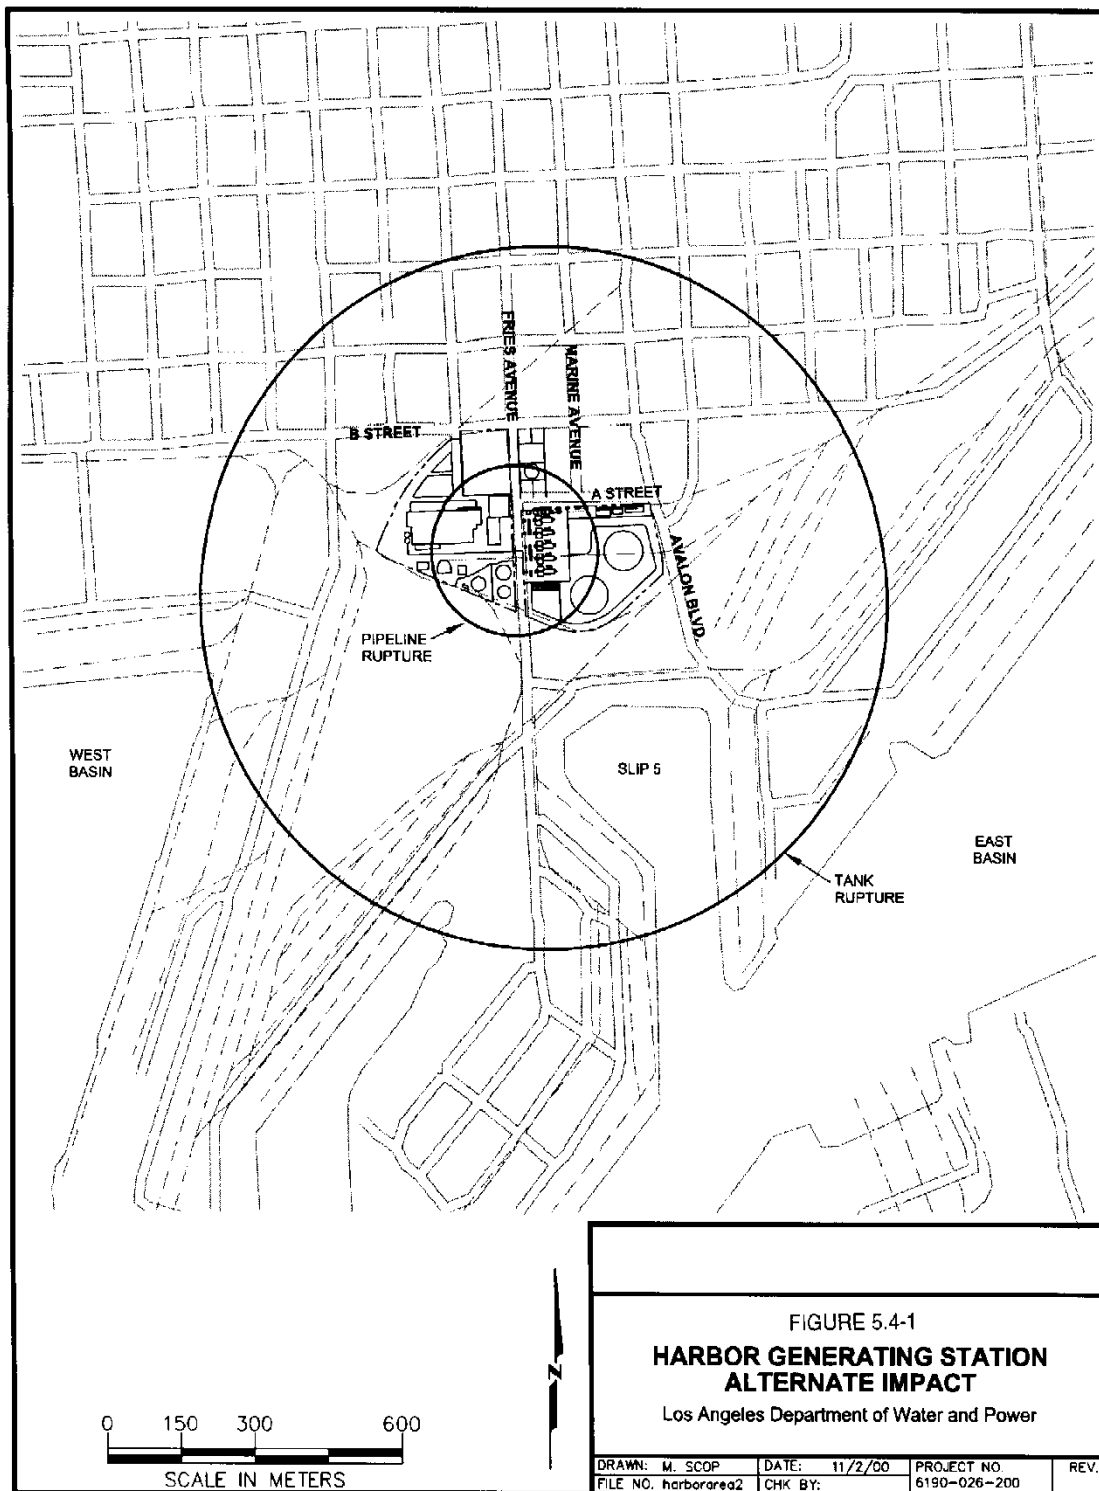 FRIES AVENUE
MARINE AVENUE
B STREET
A STREET
AVALON BLVD.
PIPELINE
RUPTURE
WEST
BASIN
SLIP 5
EAST
BASIN
TANK
RUPTURE
N
0 150 300 600
SCALE IN METERS
FIGURE 5.4-1
HARBOR GENERATING STATION
ALTERNATE IMPACT
Los Angeles Department of Water and Power
DRAWN: M. SCOP DATE: 11/2/00 PROJECT NO. REV.
FILE NO. harborarea2 CHK BY: 6190-026-200